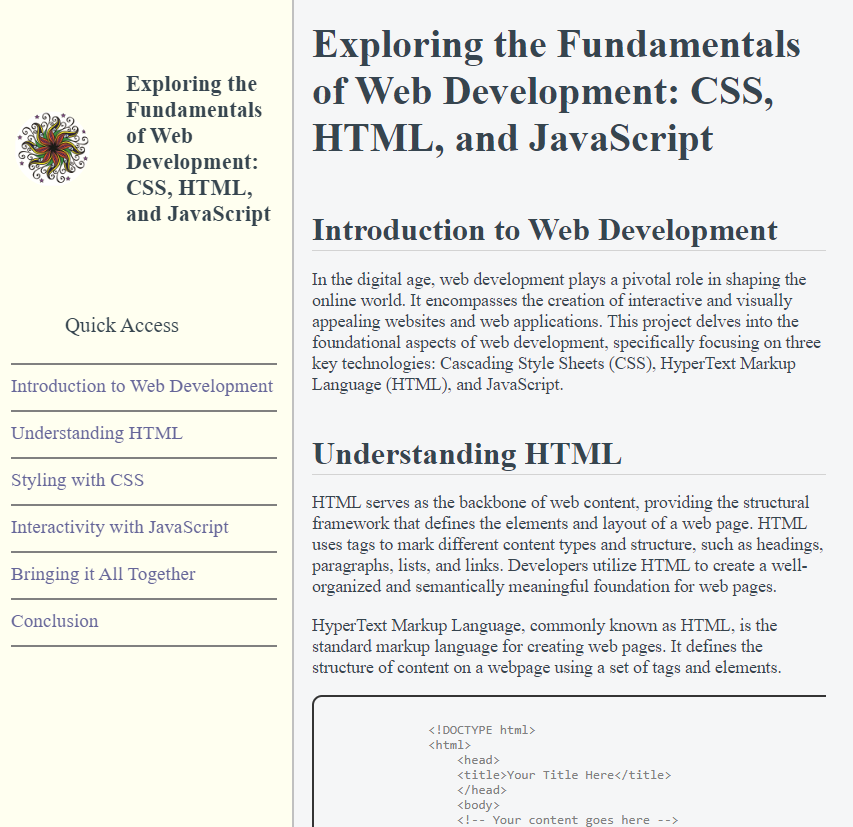 Exploring the
Fundamentals
of Web
Development:
CSS, HTML,
and JavaScript
Quick Access
Introduction to Web Development
Understanding HTML
Styling with CSS
Interactivity with JavaScript
Bringing it All Together
Conclusion
Exploring the Fundamentals
of Web Development: CSS,
HTML, and JavaScript
Introduction to Web Development
In the digital age, web development plays a pivotal role in shaping the
online world. It encompasses the creation of interactive and visually
appealing websites and web applications. This project delves into the
foundational aspects of web development, specifically focusing on three
key technologies: Cascading Style Sheets (CSS), HyperText Markup
Language (HTML), and JavaScript.
Understanding HTML
HTML serves as the backbone of web content, providing the structural
framework that defines the elements and layout of a web page. HTML
uses tags to mark different content types and structure, such as headings,
paragraphs, lists, and links. Developers utilize HTML to create a well-
organized and semantically meaningful foundation for web pages.
HyperText Markup Language, commonly known as HTML, is the
standard markup language for creating web pages. It defines the
structure of content on a webpage using a set of tags and elements.
<!DOCTYPE html>
<html>
<head>
<title>Your Title Here</title>
</head>
<body>
<!-- Your content goes here -->